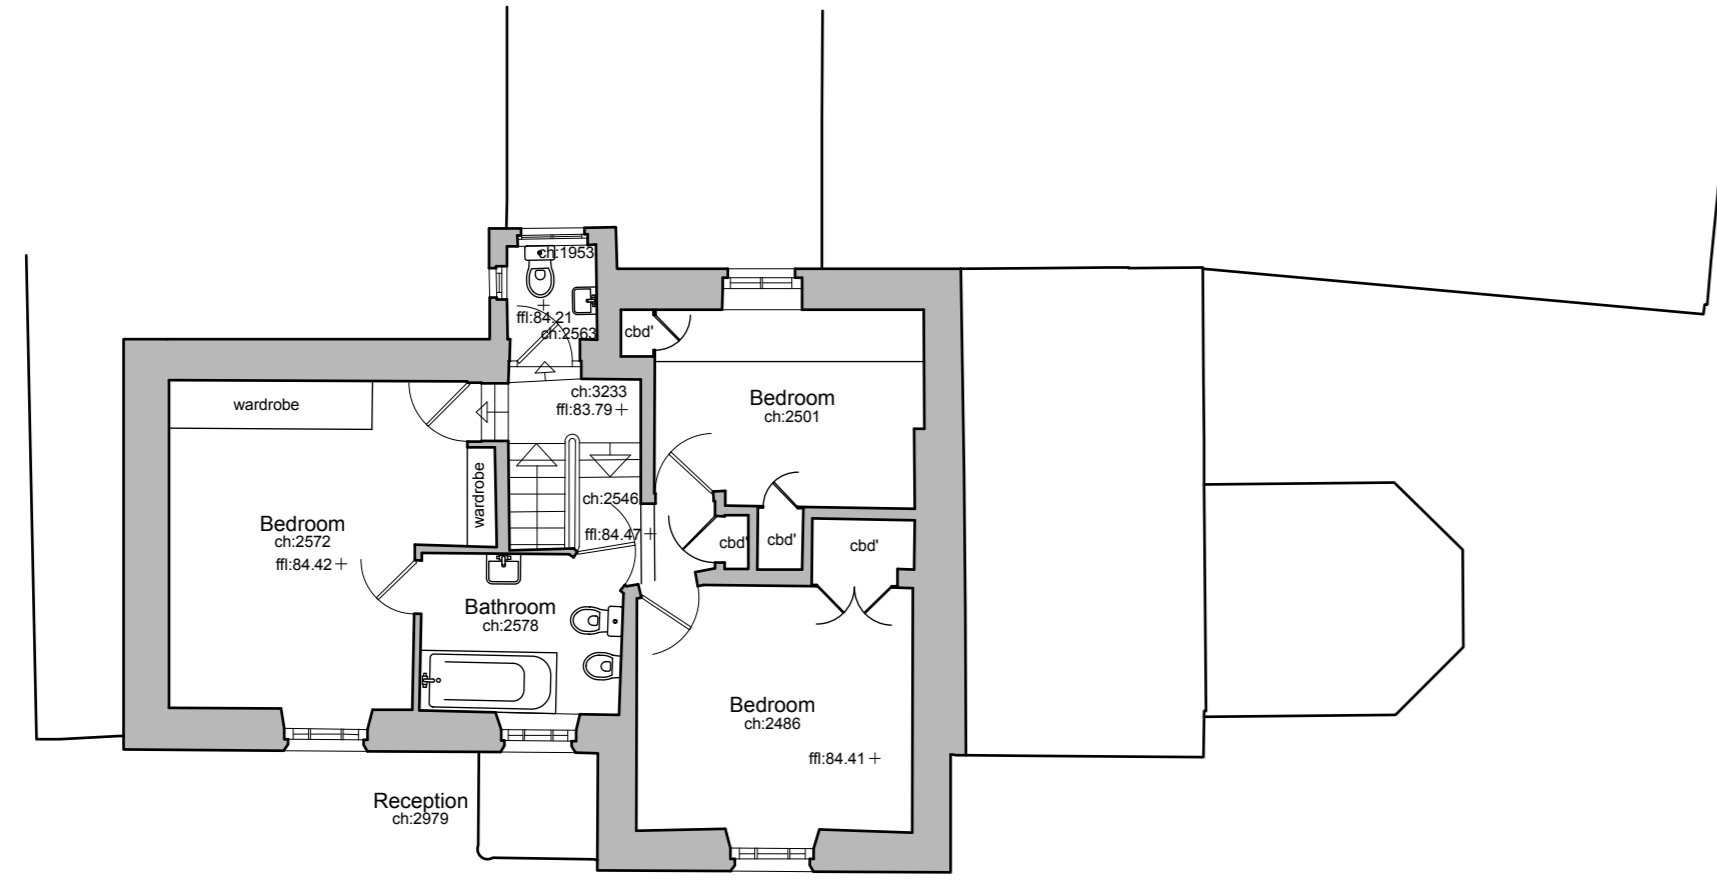 ch:1953
ffl:84.21
ch:2563
cbd'
ch:3233
ffl:83.79
wardrobe
Bedroom
ch:2501
wardrobe
ch:2546
ffl:84.47
Bedroom
ch:2572
ffl:84.42
cbd'
cbd'
cbd'
Bathroom
ch:2578
Bedroom
ch:2486
ffl:84.41
Reception
ch:2979